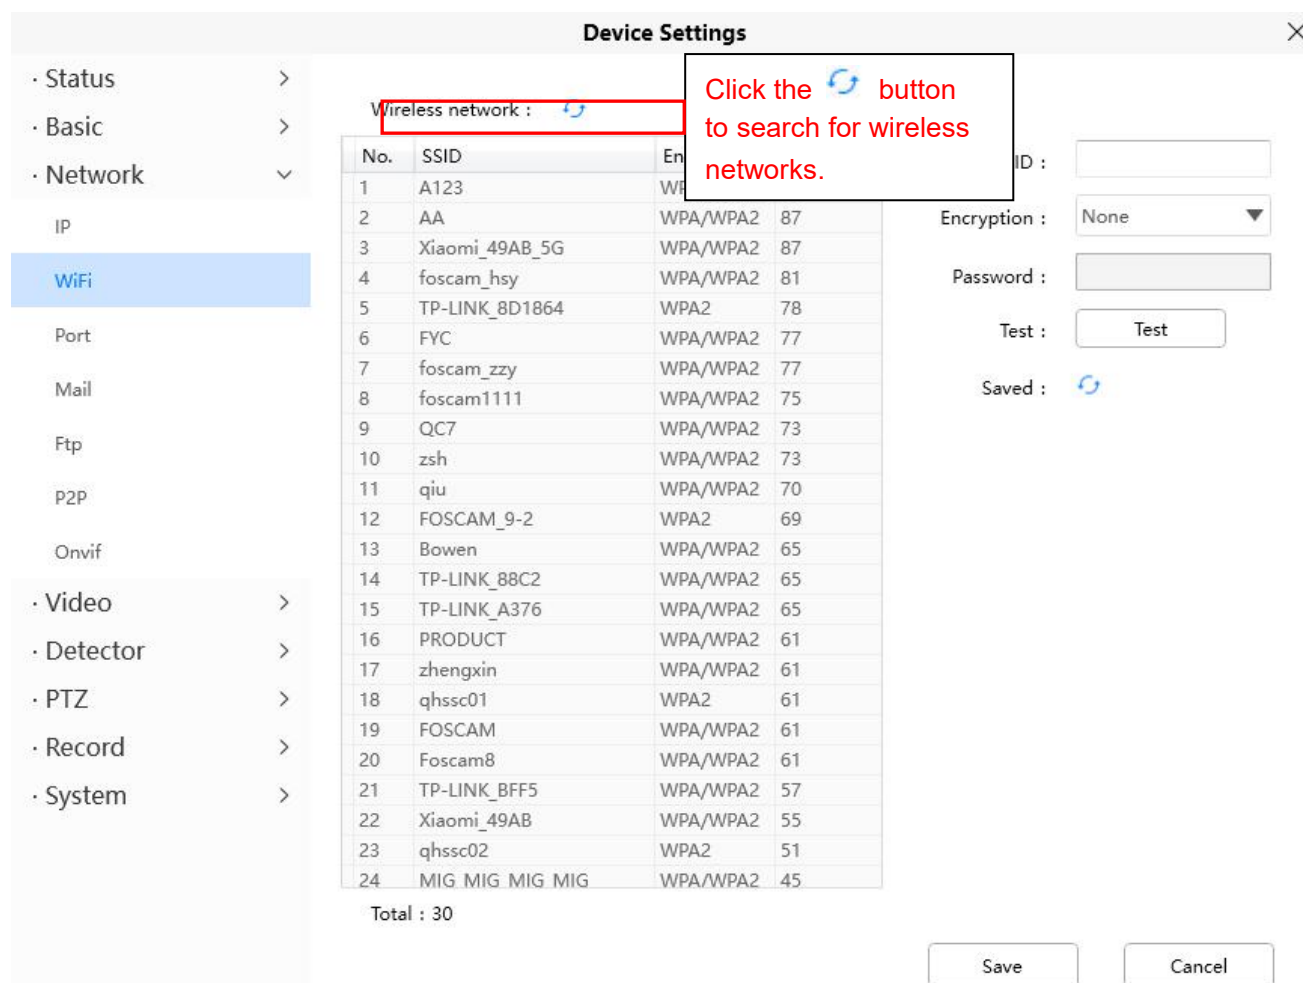 Device Settings
· Status
· Basic
· Network
IP
WiFi
Port
Mail
Ftp
P2P
Onvif
· Video
· Detector
· PTZ
· Record
· System
Wireless network :
Click the button
to search for wireless
networks.
No. SSID En
1 A123
2 AA WPA/WPA2 87
3 Xiaomi_49AB_5G WPA/WPA2 87
4 foscam_hsy WPA/WPA2 81
5 TP-LINK_8D1864 WPA2 78
6 FYC WPA/WPA2 77
7 foscam_zzy WPA/WPA2 77
8 foscam1111 WPA/WPA2 75
9 QC7 WPA/WPA2 73
10 zsh WPA/WPA2 73
11 qiu WPA/WPA2 70
12 FOSCAM_9-2 WPA2 69
13 Bowen WPA/WPA2 65
14 TP-LINK_88C2 WPA/WPA2 65
15 TP-LINK_A376 WPA/WPA2 65
16 PRODUCT WPA/WPA2 61
17 zhengxin WPA/WPA2 61
18 qhssc01 WPA2 61
19 FOSCAM WPA/WPA2 61
20 Foscam8 WPA/WPA2 61
21 TP-LINK_BFF5 WPA/WPA2 57
22 Xiaomi_49AB WPA/WPA2 55
23 qhssc02 WPA2 51
24 MIG_MIG_MIG_MIG WPA/WPA2 45
Total : 30
ID :
Encryption : None
Password :
Test : Test
Saved :
Save Cancel